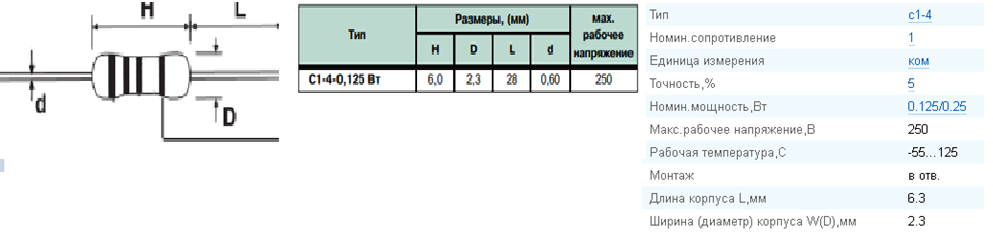 H
L
d
D
Тип
Размеры, (мм)
max. рабочее напряжение
H
D
L
d
С1-4-0,125 Вт
6,0
2,3
28
0,60
250
Тип
с1-4
Номин.сопротивление
1
Единица измерения
ком
Точность,%
5
Номин.мощность,Вт
0.125/0.25
Макс.рабочее напряжение,В
250
Рабочая температура,С
-55...125
Монтаж
в отв.
Длина корпуса L,мм
6.3
Ширина (диаметр) корпуса W(D),мм
2.3